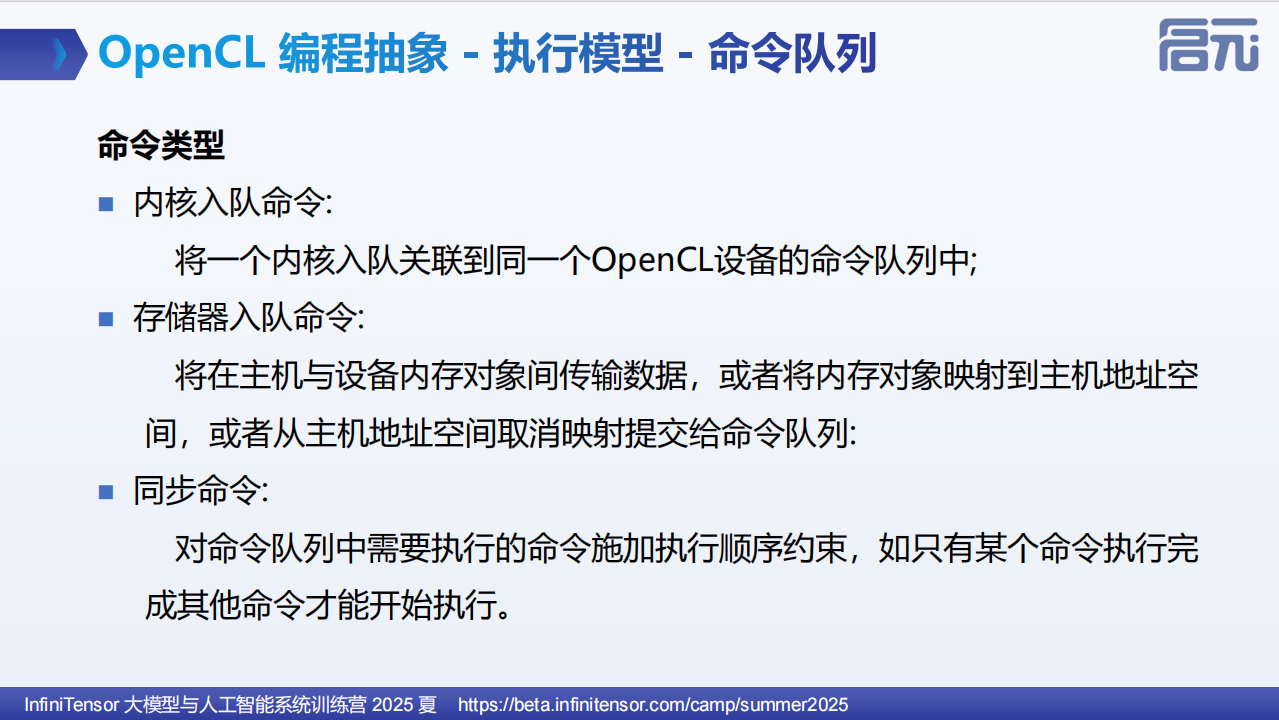 OpenCL 编程抽象 - 执行模型 - 命令队列
启元
命令类型
内核入队命令:
将一个内核入队关联到同一个OpenCL设备的命令队列中;
存储器入队命令:
将在主机与设备内存对象间传输数据，或者将内存对象映射到主机地址空
间，或者从主机地址空间取消映射提交给命令队列:
同步命令:
对命令队列中需要执行的命令施加执行顺序约束，如只有某个命令执行完
成其他命令才能开始执行。
InfiniTensor 大模型与人工智能系统训练营 2025 夏 https://beta.infinitensor.com/camp/summer2025